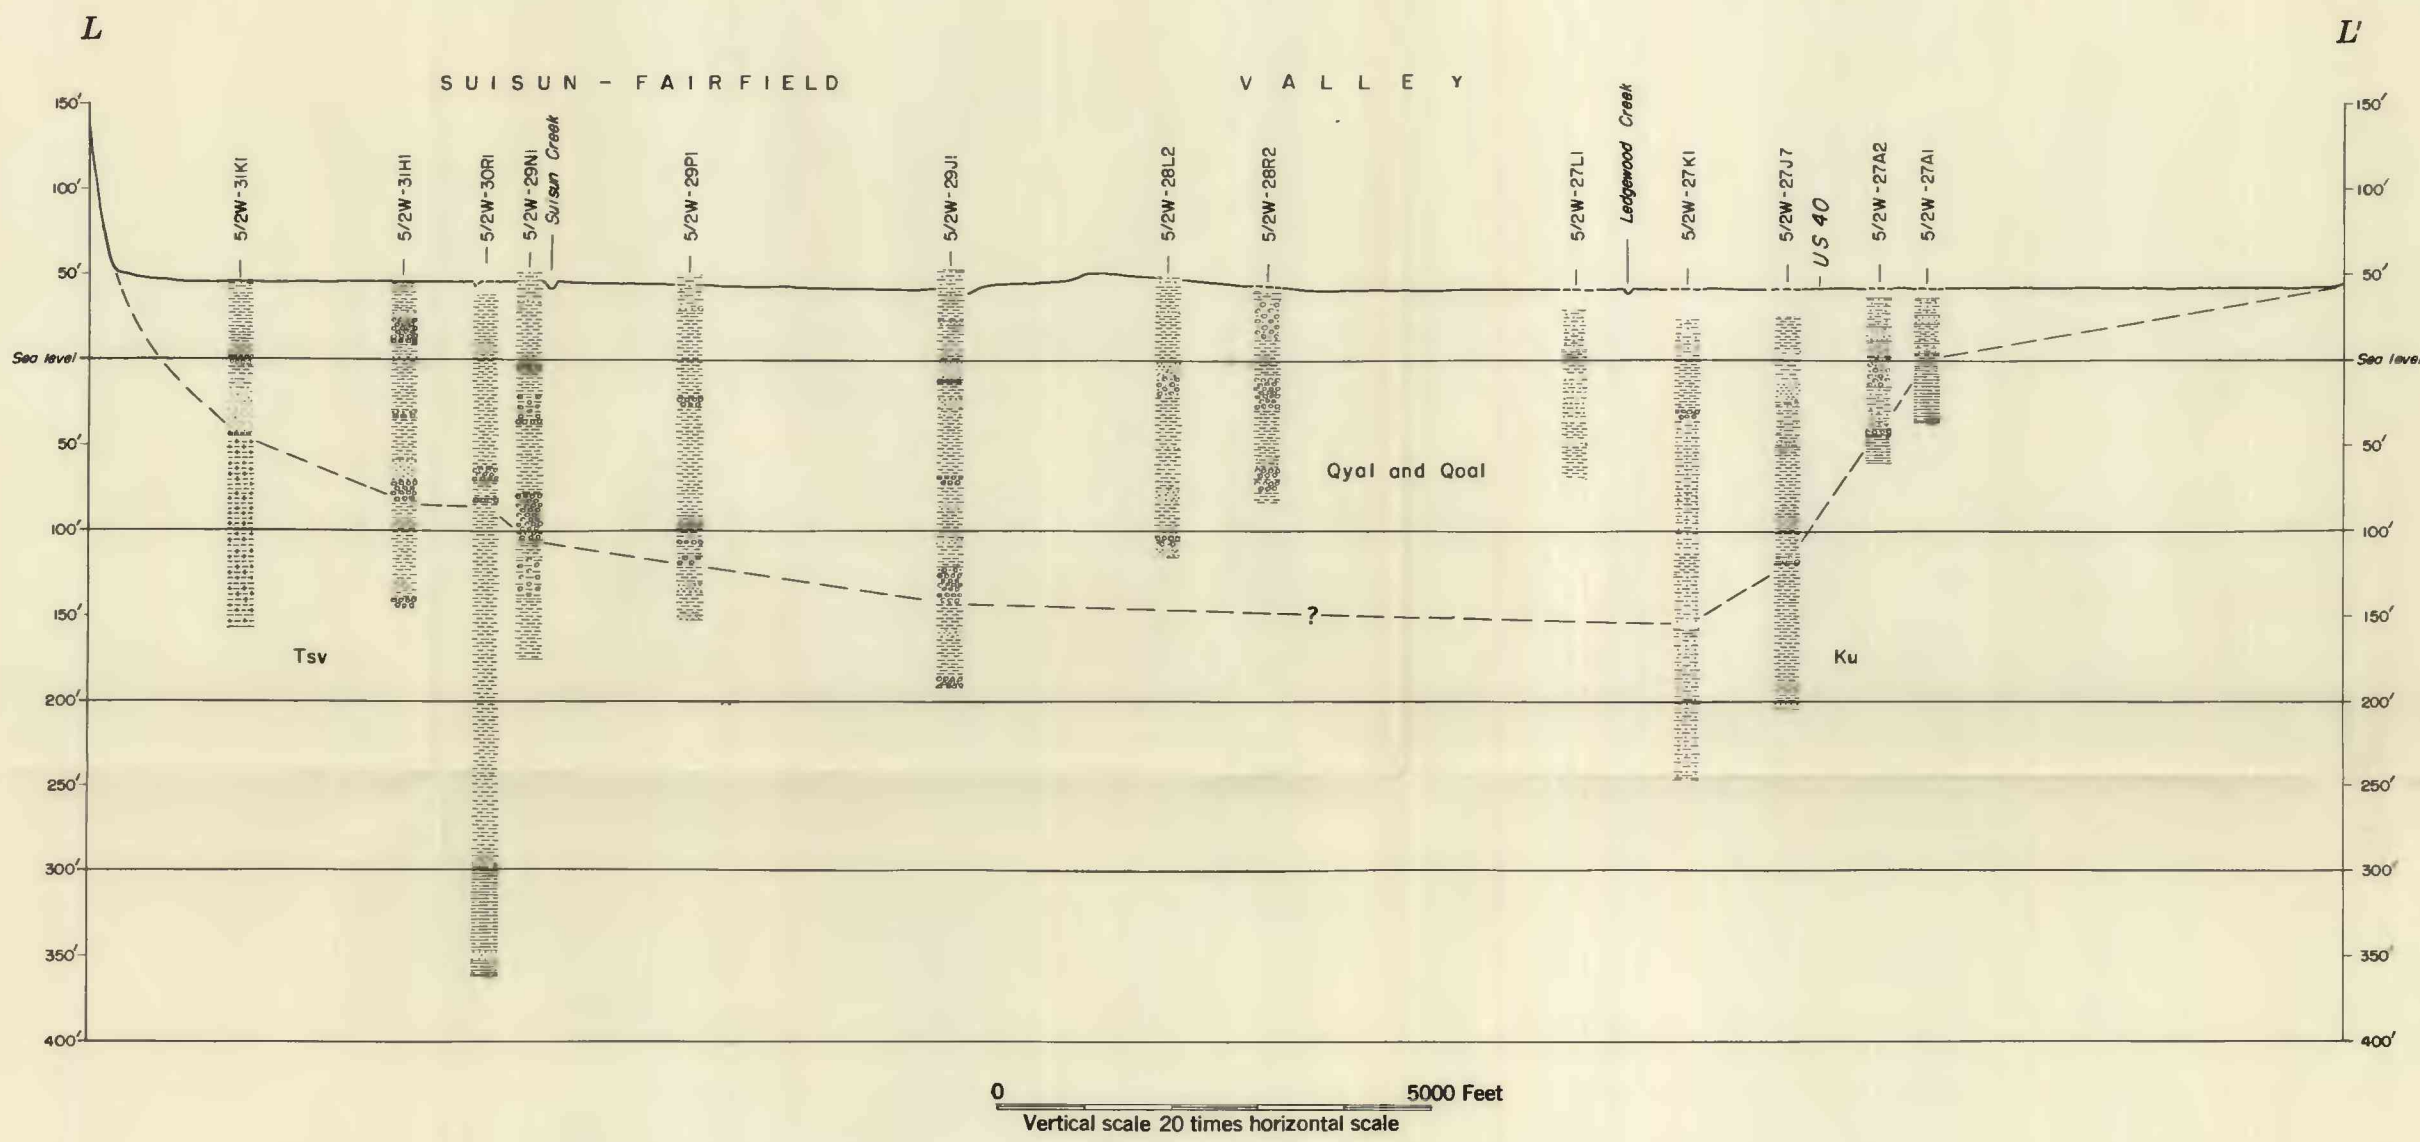 L
L'
SUISUN - FAIRFIELD VALLEY
150'
100'
50'
Sea level
50'
100'
150'
200'
250'
300'
350'
400'
5/2W-31K1
5/2W-31H1
5/2W-30R1
5/2W-29N1
Suisun Creek
5/2W-29P1
5/2W-29J1
5/2W-28L2
5/2W-28R2
5/2W-27L1
Ledgewood Creek
5/2W-27K1
5/2W-27J7
US 40
5/2W-27A2
5/2W-27A1
150'
100'
50'
Sea level
50'
100'
150'
200'
250'
300'
350'
400'
Qyal and Qoal
?
Tsv
Ku
0 5000 Feet
Vertical scale 20 times horizontal scale